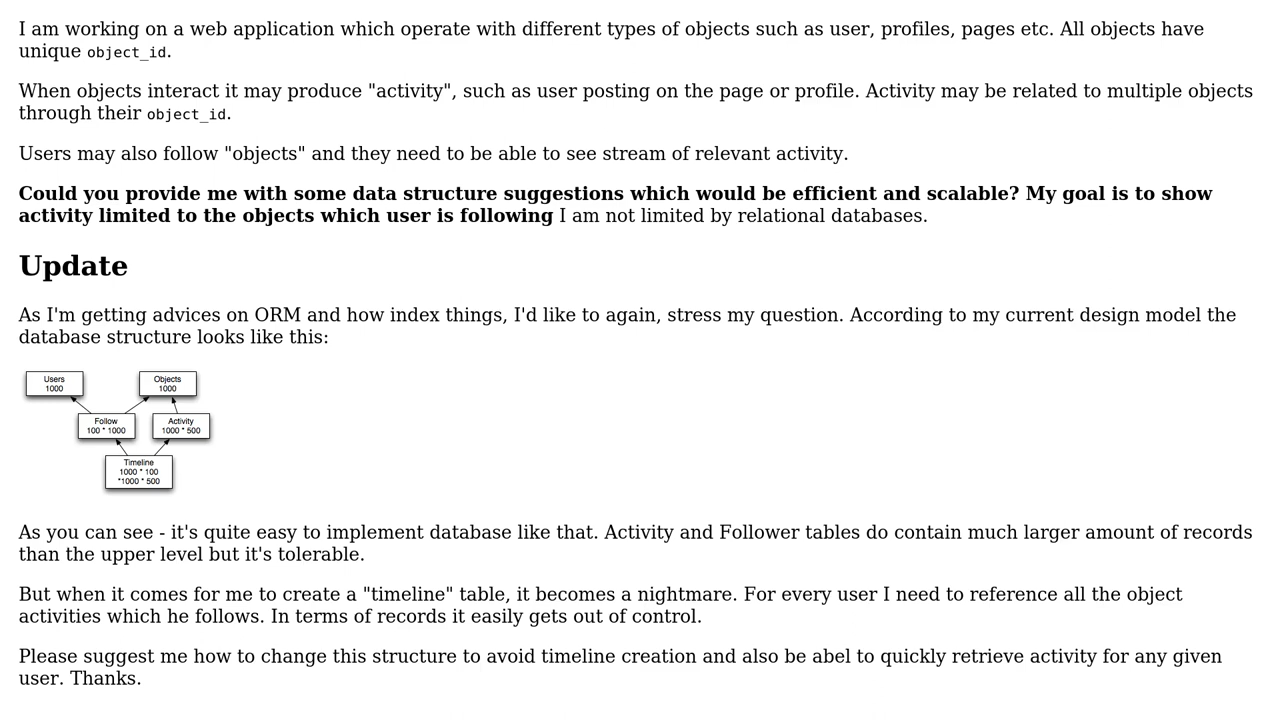 I am working on a web application which operate with different types of objects such as user, profiles, pages etc. All objects have
unique object_id.
When objects interact it may produce "activity", such as user posting on the page or profile. Activity may be related to multiple objects
through their object_id.
Users may also follow "objects" and they need to be able to see stream of relevant activity.
Could you provide me with some data structure suggestions which would be efficient and scalable? My goal is to show
activity limited to the objects which user is following I am not limited by relational databases.
Update
As I'm getting advices on ORM and how index things, I'd like to again, stress my question. According to my current design model the
database structure looks like this:
Users
1000
Objects
1000
Follow
100 * 1000
Activity
1000 * 500
Timeline
1000 * 100
*1000 * 500
As you can see - it's quite easy to implement database like that. Activity and Follower tables do contain much larger amount of records
than the upper level but it's tolerable.
But when it comes for me to create a "timeline" table, it becomes a nightmare. For every user I need to reference all the object
activities which he follows. In terms of records it easily gets out of control.
Please suggest me how to change this structure to avoid timeline creation and also be abel to quickly retrieve activity for any given
user. Thanks.